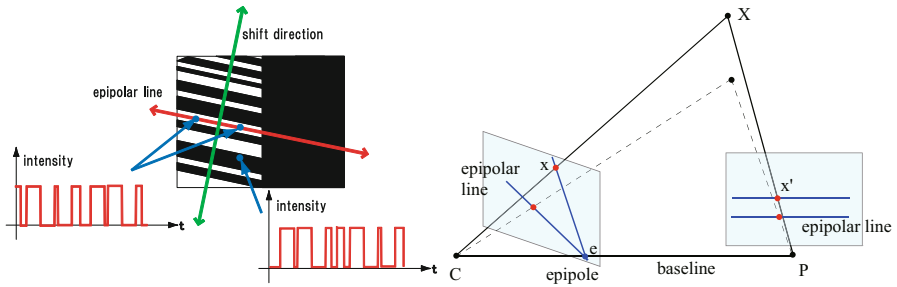 shift direction
epipolar line
intensity
t
intensity
t
X
x
epipolar
line
e
C
epipole
baseline
P
x'
epipolar line